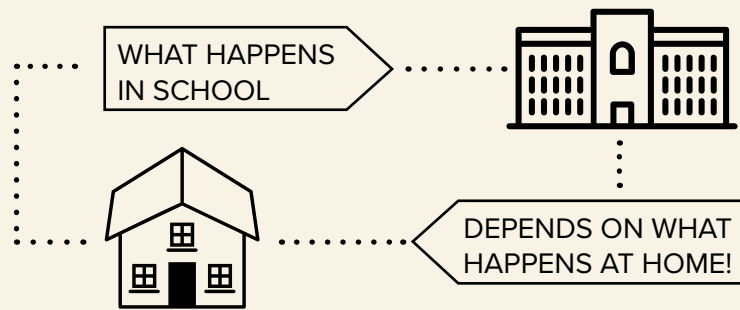 WHAT HAPPENS
IN SCHOOL
DEPENDS ON WHAT
HAPPENS AT HOME!